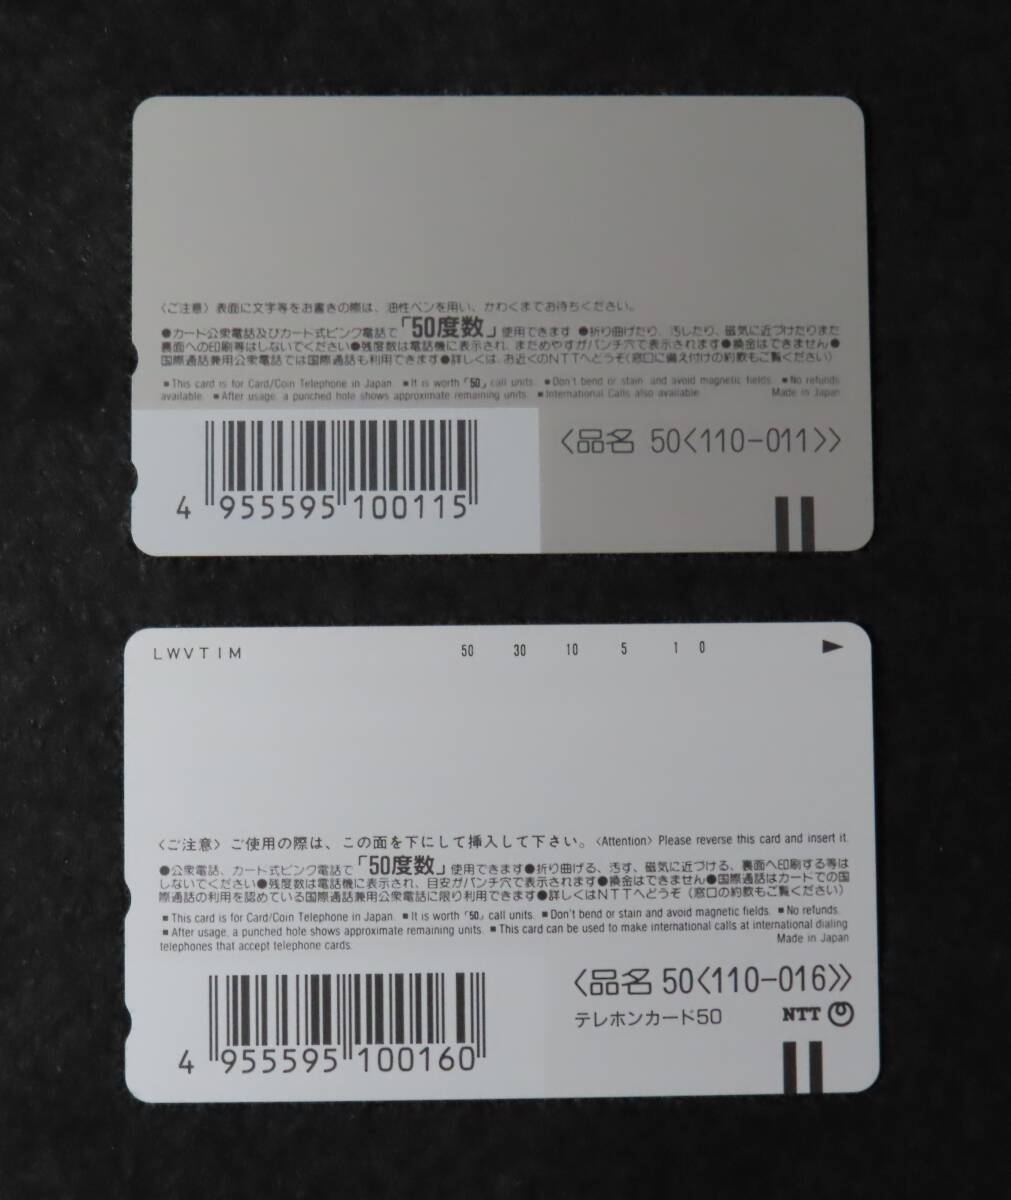 〈ご注意〉表面に文字等をお書きの際は、油性ペンを用い、かわくまでお待ちください。
●カード公衆電話及びカード式ピンク電話で「50度数」使用できます ●折り曲げたり、汚したり、磁気に近づけたりまた
裏面への印刷等はしないでください●残度数は電話機に表示され、まためやすがパンチ穴で表示されます●換金はできません●
国際通話兼用公衆電話では国際通話も利用できます●詳しくは、お近くのNTTへどうぞ(窓口に備え付けの約款もご覧ください)
■This card is for Card/Coin Telephone in Japan. ■It is worth「50」call units. ■Don't bend or stain and avoid magnetic fields. ■No refunds
available. ■After usage, a punched hole shows approximate remaining units. ■International Calls also available. Made in Japan
〈品名 50〈110-011〉〉
4 955595 100115
LWVTIM 50 30 10 5 1 0 ▶
〈ご注意〉ご使用の際は、この面を下にして挿入して下さい。〈Attention〉Please reverse this card and insert it.
●公衆電話、カード式ピンク電話で「50度数」使用できます●折り曲げる、汚す、磁気に近づける、裏面へ印刷する等は
しないでください●残度数は電話機に表示され、目安がパンチ穴で表示されます●換金はできません●国際通話はカードでの国
際通話の利用を認めている国際通話兼用公衆電話に限り利用できます●詳しくはNTTへどうぞ(窓口の約款もご覧ください)
■This card is for Card/Coin Telephone in Japan. ■It is worth「50」call units. ■Don't bend or stain and avoid magnetic fields. ■No refunds.
■After usage, a punched hole shows approximate remaining units. ■This card can be used to make international calls at international dialing
telephones that accept telephone cards. Made in Japan
〈品名 50〈110-016〉〉
テレホンカード50 NTT
4 955595 100160